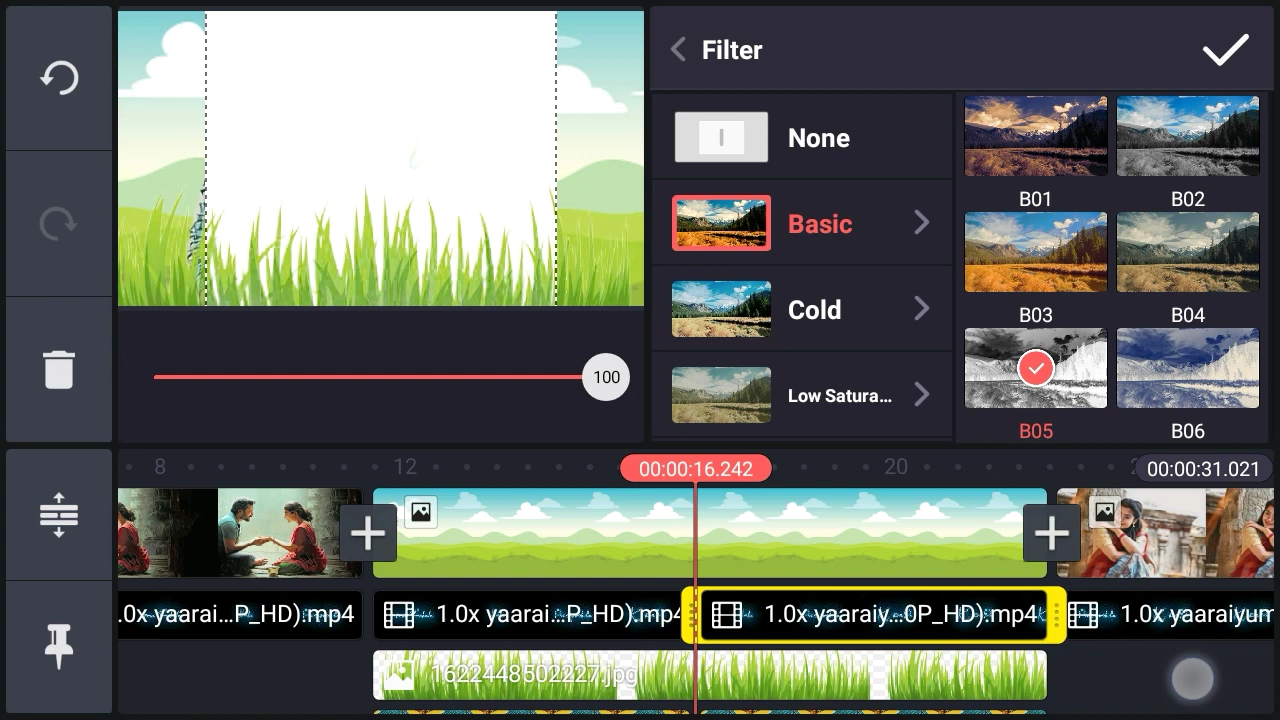 Filter
None
Basic
Cold
Low Satura...
B01
B02
B03
B04
B05
B06
100
8
12
00:00:16.242
20
00:00:31.021
.0x yaarai...P_HD).mp4
1.0x yaarai...P_HD).mp4
1.0x yaaraiy...0P_HD).mp4
1.0x yaaraiyum
1622448502227.jpg